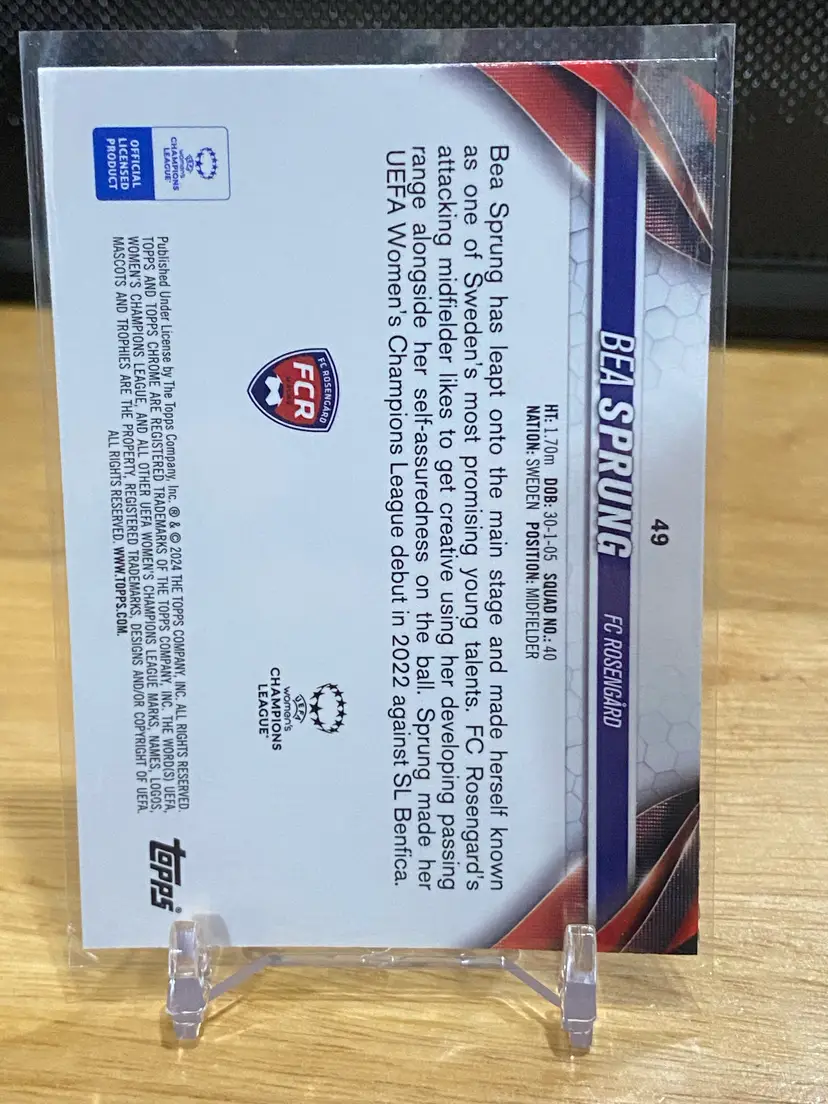 49
BEA SPRUNG FC ROSENGÅRD
HT: 1.70m DOB: 30-1-05 SQUAD NO.: 40
NATION: SWEDEN POSITION: MIDFIELDER
Bea Sprung has leapt onto the main stage and made herself known
as one of Sweden's most promising young talents. FC Rosengard's
attacking midfielder likes to get creative using her developing passing
range alongside her self-assuredness on the ball. Sprung made her
UEFA Women's Champions League debut in 2022 against SL Benfica.
FC ROSENGÅRD
FCR
UEFA
women's
CHAMPIONS
LEAGUE™
UEFA
women's
CHAMPIONS
LEAGUE™
OFFICIAL
LICENSED
PRODUCT
Published Under License by The Topps Company, Inc. ® & © 2024 THE TOPPS COMPANY, INC. ALL RIGHTS RESERVED.
TOPPS AND TOPPS CHROME ARE REGISTERED TRADEMARKS OF THE TOPPS COMPANY, INC. THE WORD(S) UEFA,
WOMEN'S CHAMPIONS LEAGUE, AND ALL OTHER UEFA WOMEN'S CHAMPIONS LEAGUE MARKS, NAMES, LOGOS,
MASCOTS AND TROPHIES ARE THE PROPERTY, REGISTERED TRADEMARKS, DESIGNS AND/OR COPYRIGHT OF UEFA.
ALL RIGHTS RESERVED. WWW.TOPPS.COM.
topps®